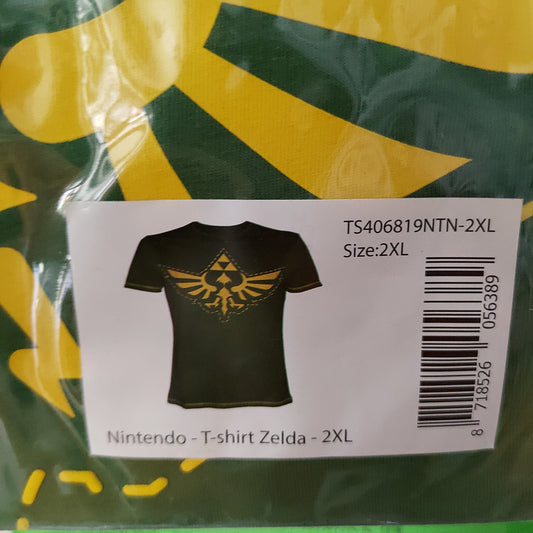 TS406819NTN-2XL
Size:2XL
8 718526 056389
Nintendo - T-shirt Zelda - 2XL